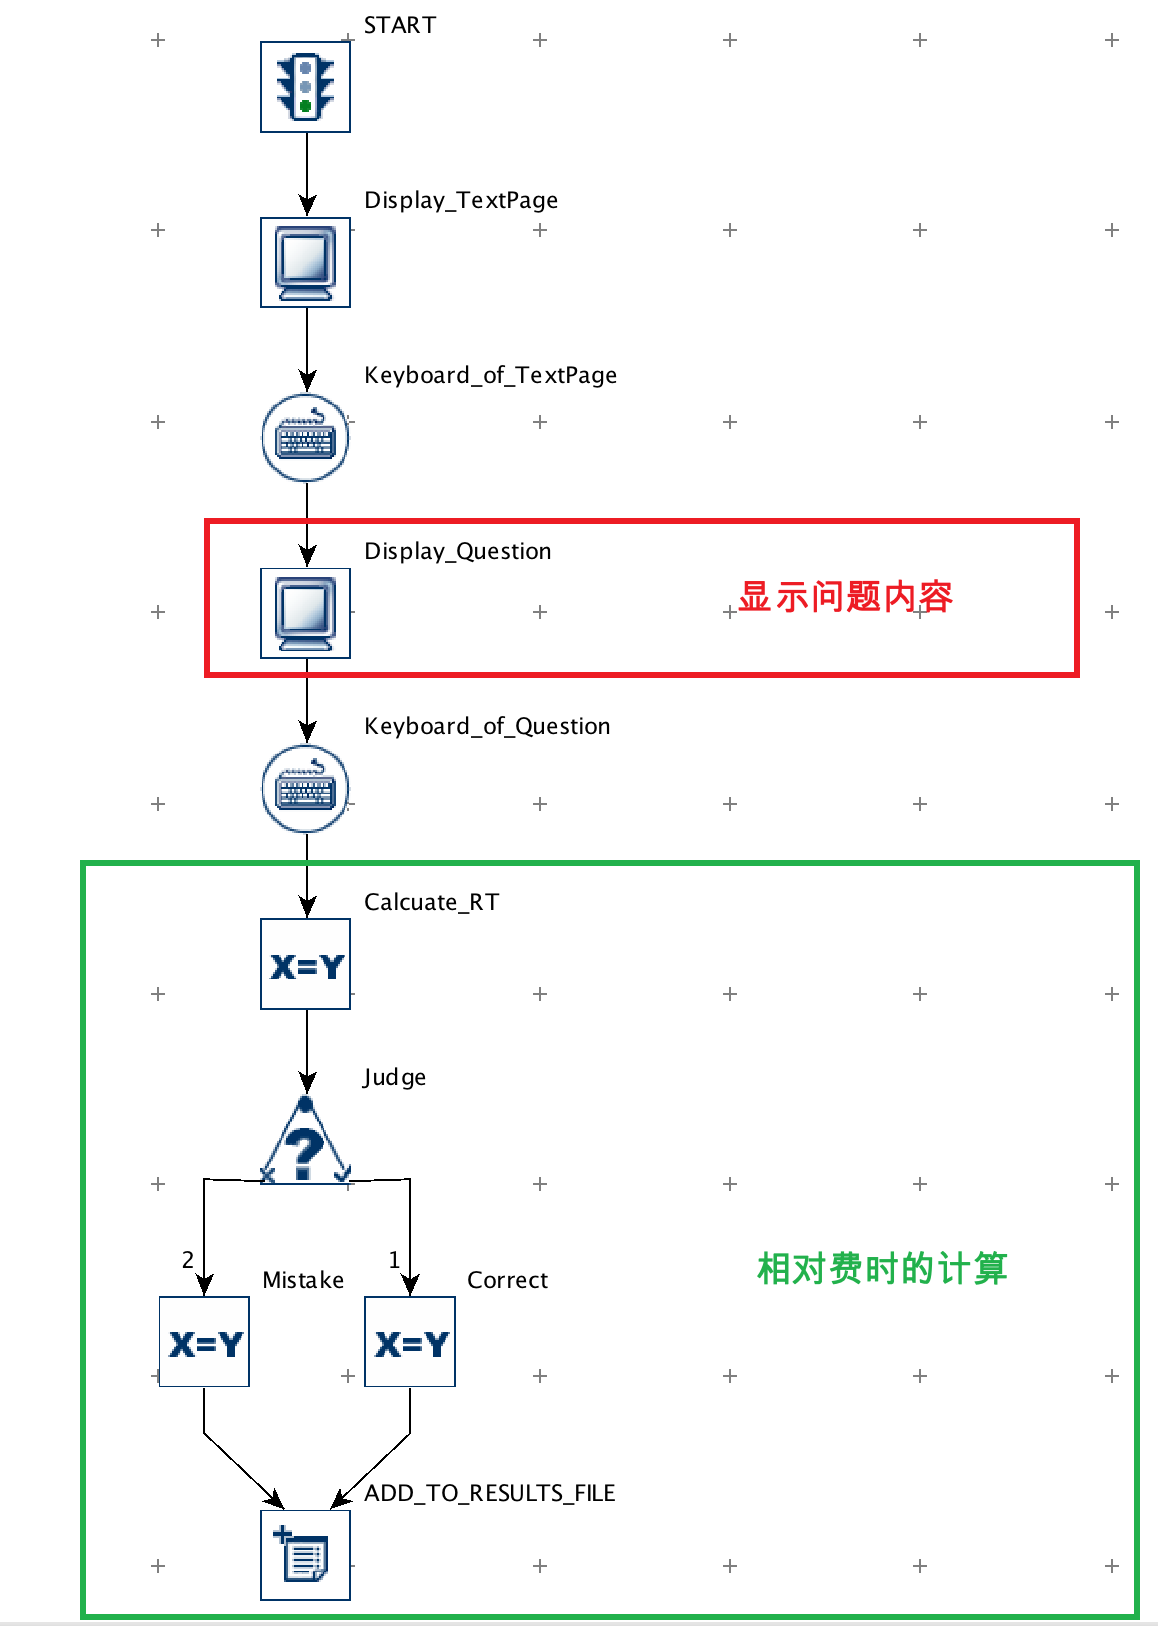 START
Display_TextPage
Keyboard_of_TextPage
Display_Question
显示问题内容
Keyboard_of_Question
Calcuate_RT
X=Y
Judge
?
2
1
Mistake
Correct
相对费时的计算
X=Y
X=Y
ADD_TO_RESULTS_FILE